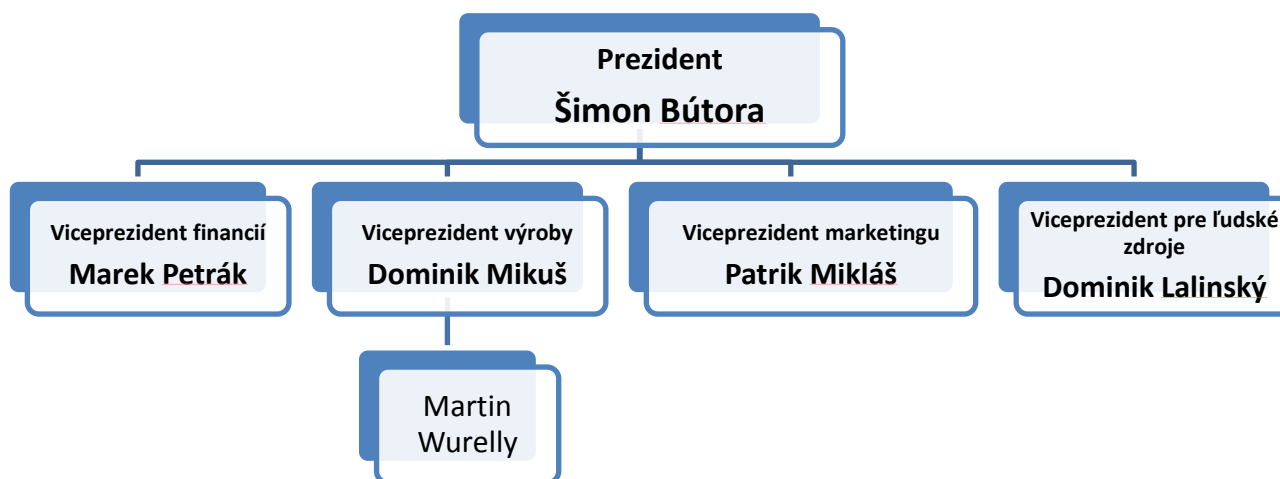 Prezident
Šimon Bútora
Viceprezident financií
Marek Petrák
Viceprezident výroby
Dominik Mikuš
Viceprezident marketingu
Patrik Mikláš
Viceprezident pre ľudské
zdroje
Dominik Lalinský
Martin
Wurelly